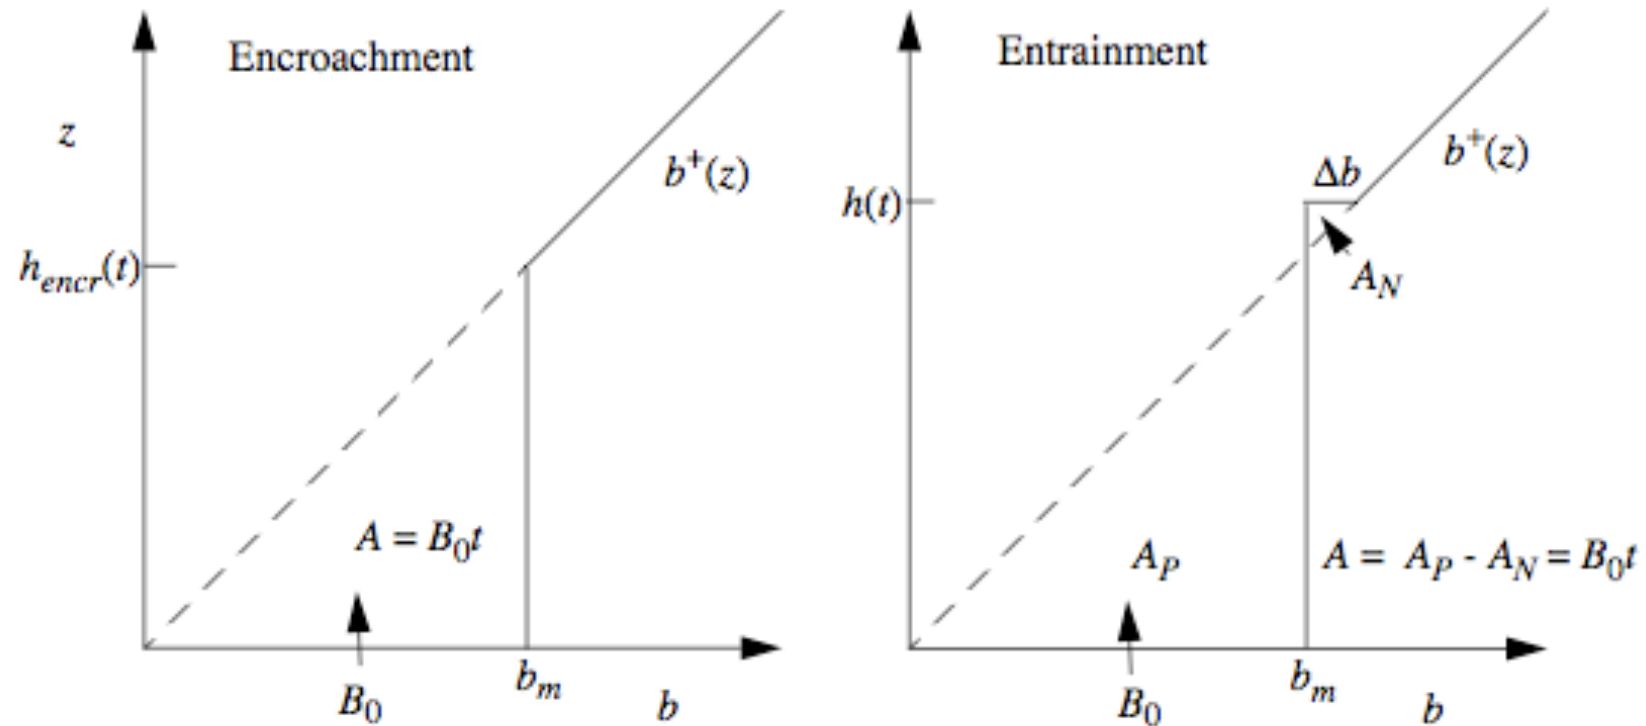 Encroachment
z
b⁺(z)
h_encr(t)
A = B₀t
B₀
b_m
b
Entrainment
b⁺(z)
Δb
h(t)
A_N
A_P
A = A_P - A_N = B₀t
B₀
b_m
b